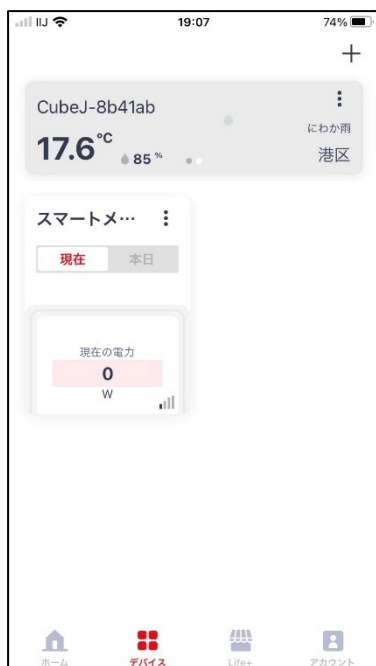 IIJ 19:07 74%
+
CubeJ-8b41ab
にわか雨
17.6°C 85 % 港区
スマートメ…
現在 本日
現在の電力
0
W
ホーム デバイス Life+ アカウント